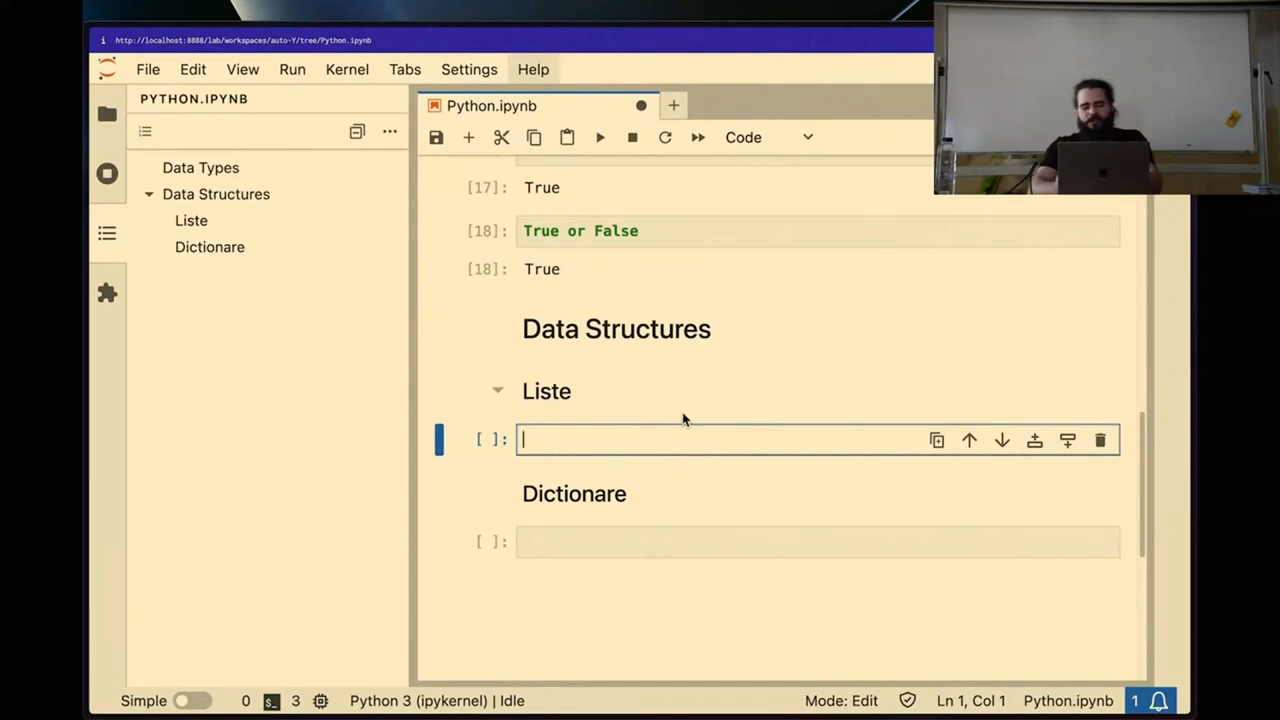 i http://localhost:8888/lab/workspaces/auto-Y/tree/Python.ipynb
File Edit View Run Kernel Tabs Settings Help
PYTHON.IPYNB
Python.ipynb
Code
Data Types
Data Structures
Liste
Dictionare
[17]: True
[18]: True or False
[18]: True
Data Structures
Liste
[ ]:
Dictionare
[ ]:
Simple 0 3 Python 3 (ipykernel) | Idle Mode: Edit Ln 1, Col 1 Python.ipynb 1